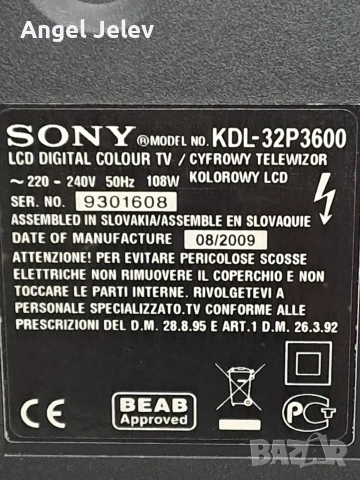 Angel Jelev
SONY ® MODEL NO. KDL-32P3600
LCD DIGITAL COLOUR TV / CYFROWY TELEWIZOR
~ 220 - 240V 50Hz 108W KOLOROWY LCD
SER. NO. 9301608
ASSEMBLED IN SLOVAKIA/ASSEMBLE EN SLOVAQUIE
DATE OF MANUFACTURE 08/2009
ATTENZIONE! PER EVITARE PERICOLOSE SCOSSE
ELETTRICHE NON RIMUOVERE IL COPERCHIO E NON
TOCCARE LE PARTI INTERNE. RIVOLGETEVI A
PERSONALE SPECIALIZZATO.TV CONFORME ALLE
PRESCRIZIONI DEL D.M. 28.8.95 E ART.1 D.M 26.3.92
CE
BEAB
Approved
PCT
BAZAR